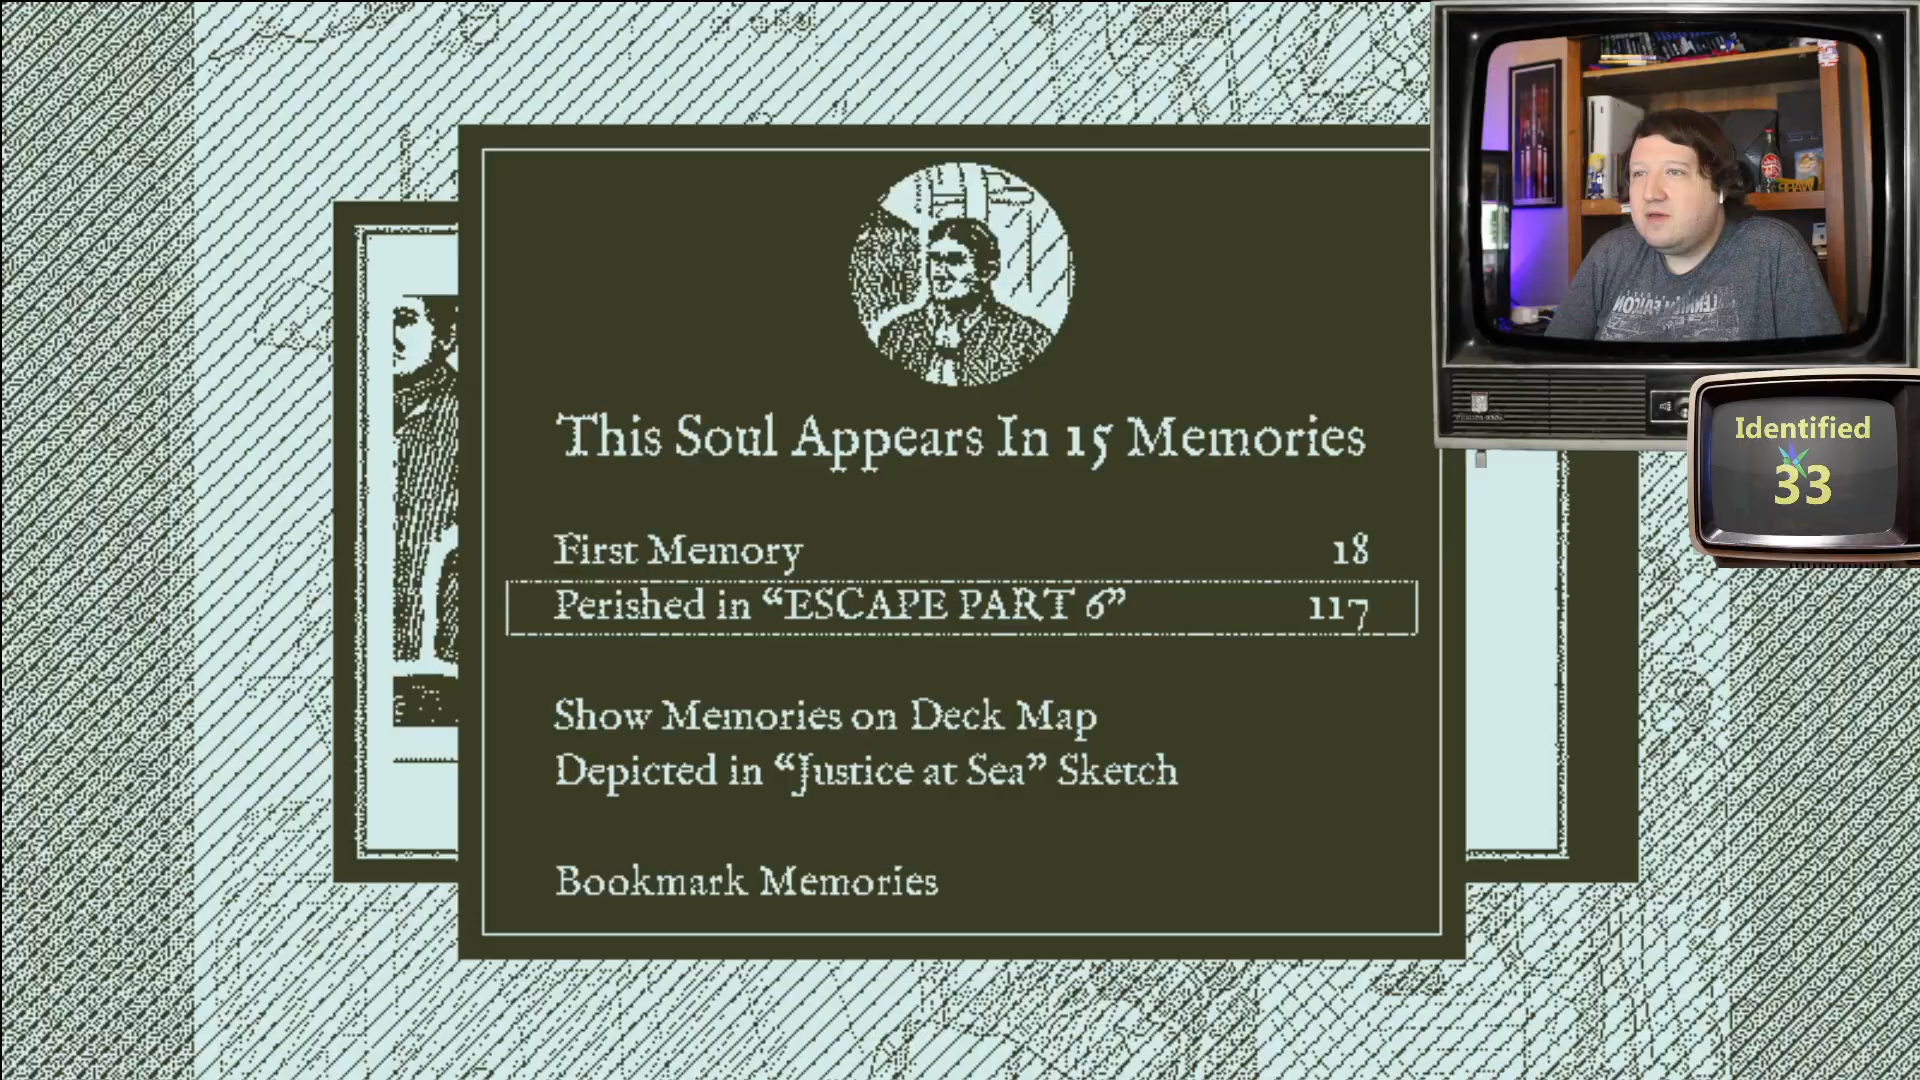 This Soul Appears In 15 Memories
First Memory 18
Perished in “ESCAPE PART 6” 117
Show Memories on Deck Map
Depicted in “Justice at Sea” Sketch
Bookmark Memories
Identified
33